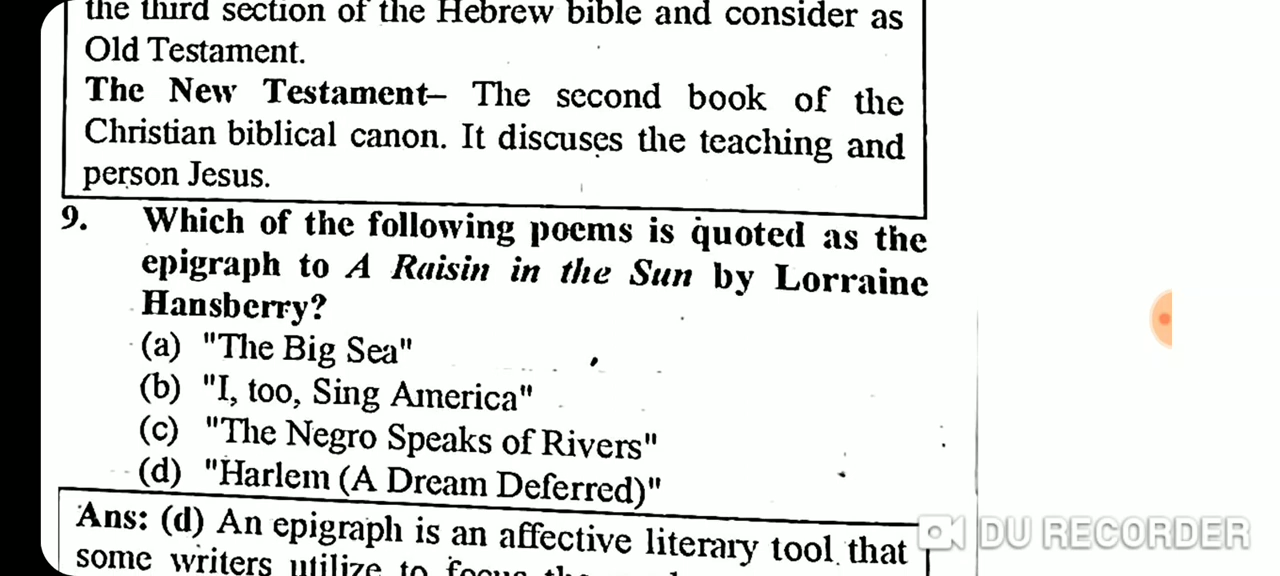 the third section of the Hebrew bible and consider as
Old Testament.
The New Testament– The second book of the
Christian biblical canon. It discuses the teaching and
person Jesus.
9. Which of the following poems is quoted as the
epigraph to A Raisin in the Sun by Lorraine
Hansberry?
(a) "The Big Sea"
(b) "I, too, Sing America"
(c) "The Negro Speaks of Rivers"
(d) "Harlem (A Dream Deferred)"
Ans: (d) An epigraph is an affective literary tool that
some writers utilize to focus the
DU RECORDER